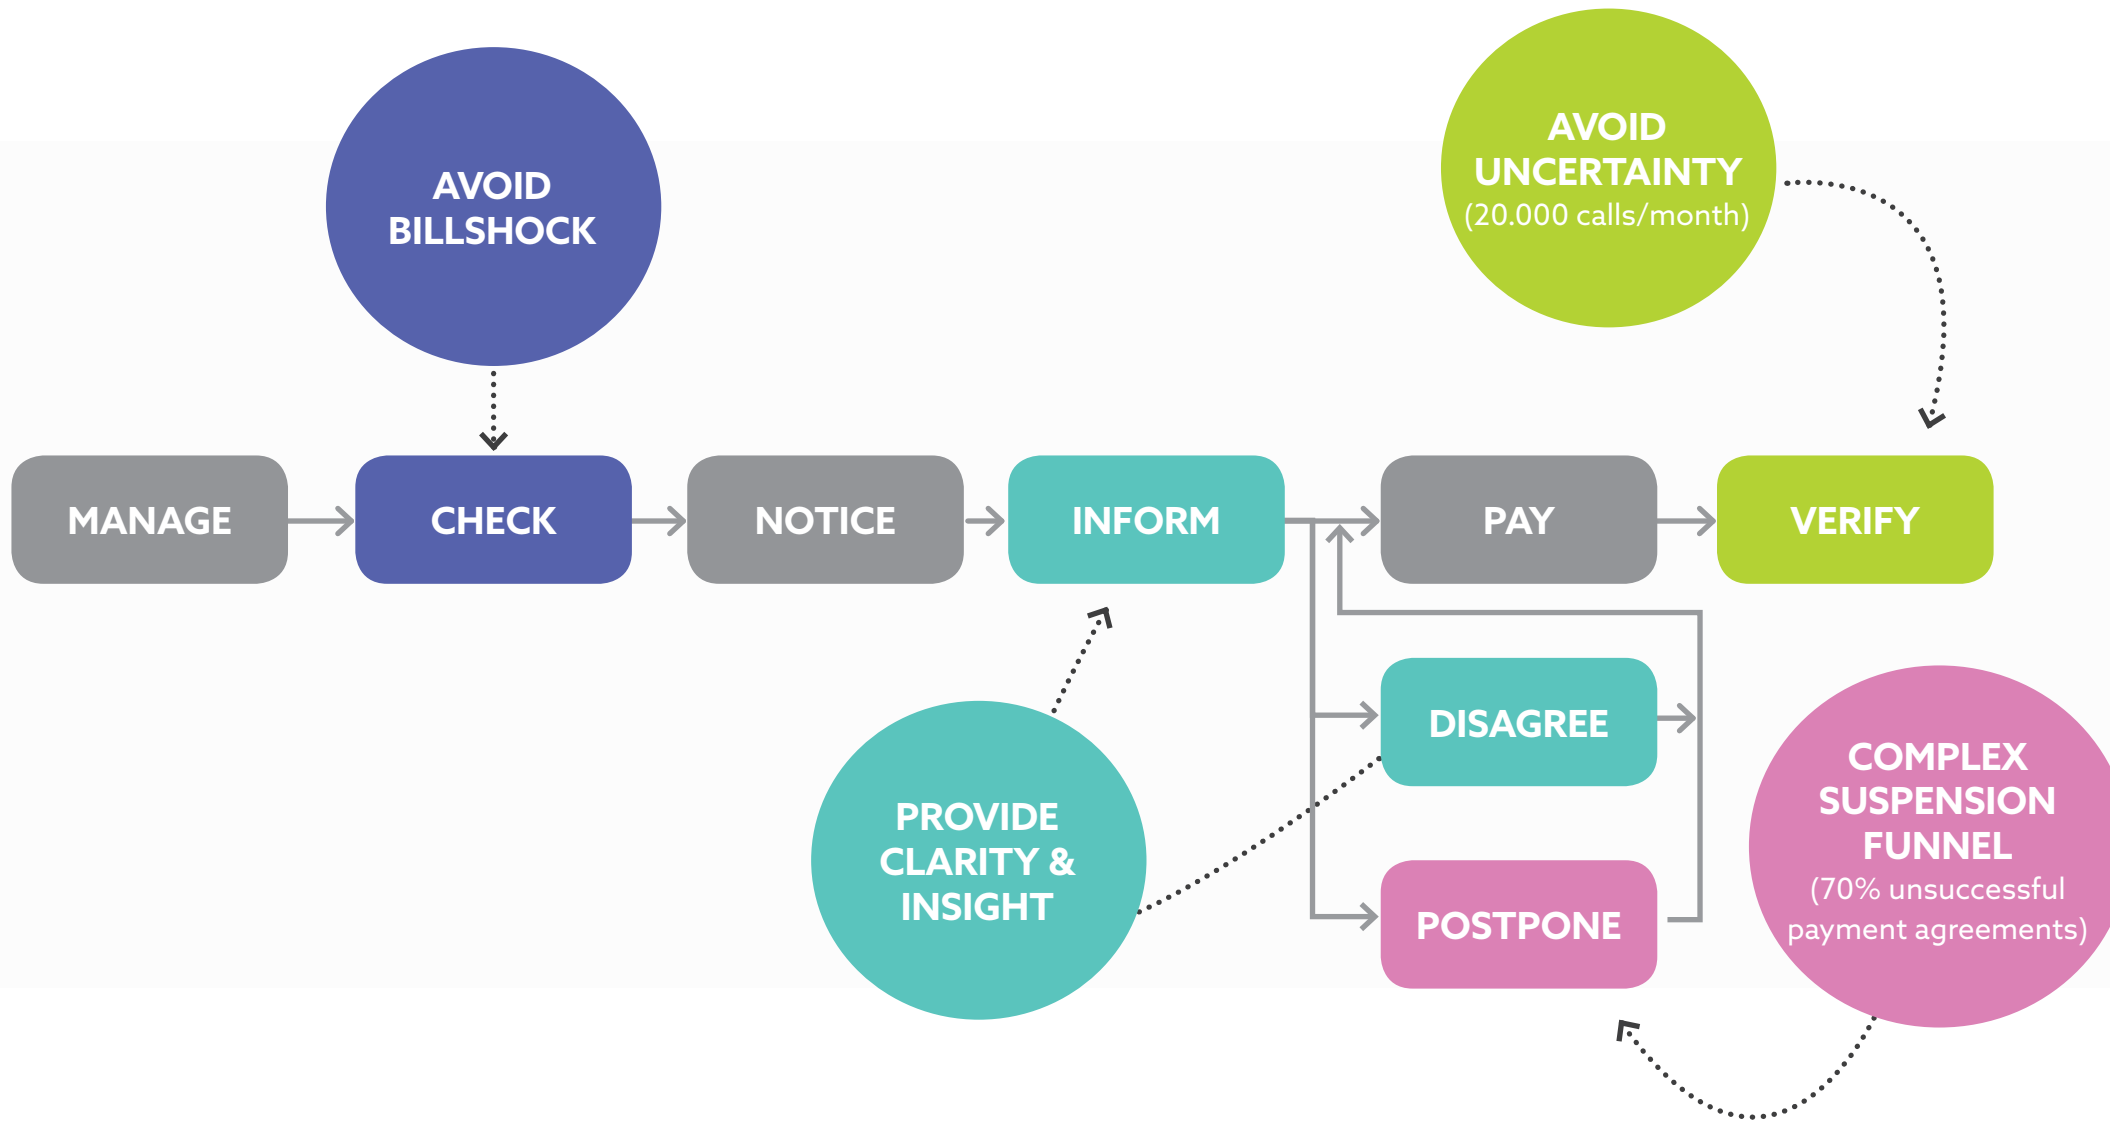 AVOID
BILLSHOCK
AVOID
UNCERTAINTY
(20.000 calls/month)
MANAGE
CHECK
NOTICE
INFORM
PAY
VERIFY
DISAGREE
POSTPONE
PROVIDE
CLARITY &
INSIGHT
COMPLEX
SUSPENSION
FUNNEL
(70% unsuccessful
payment agreements)